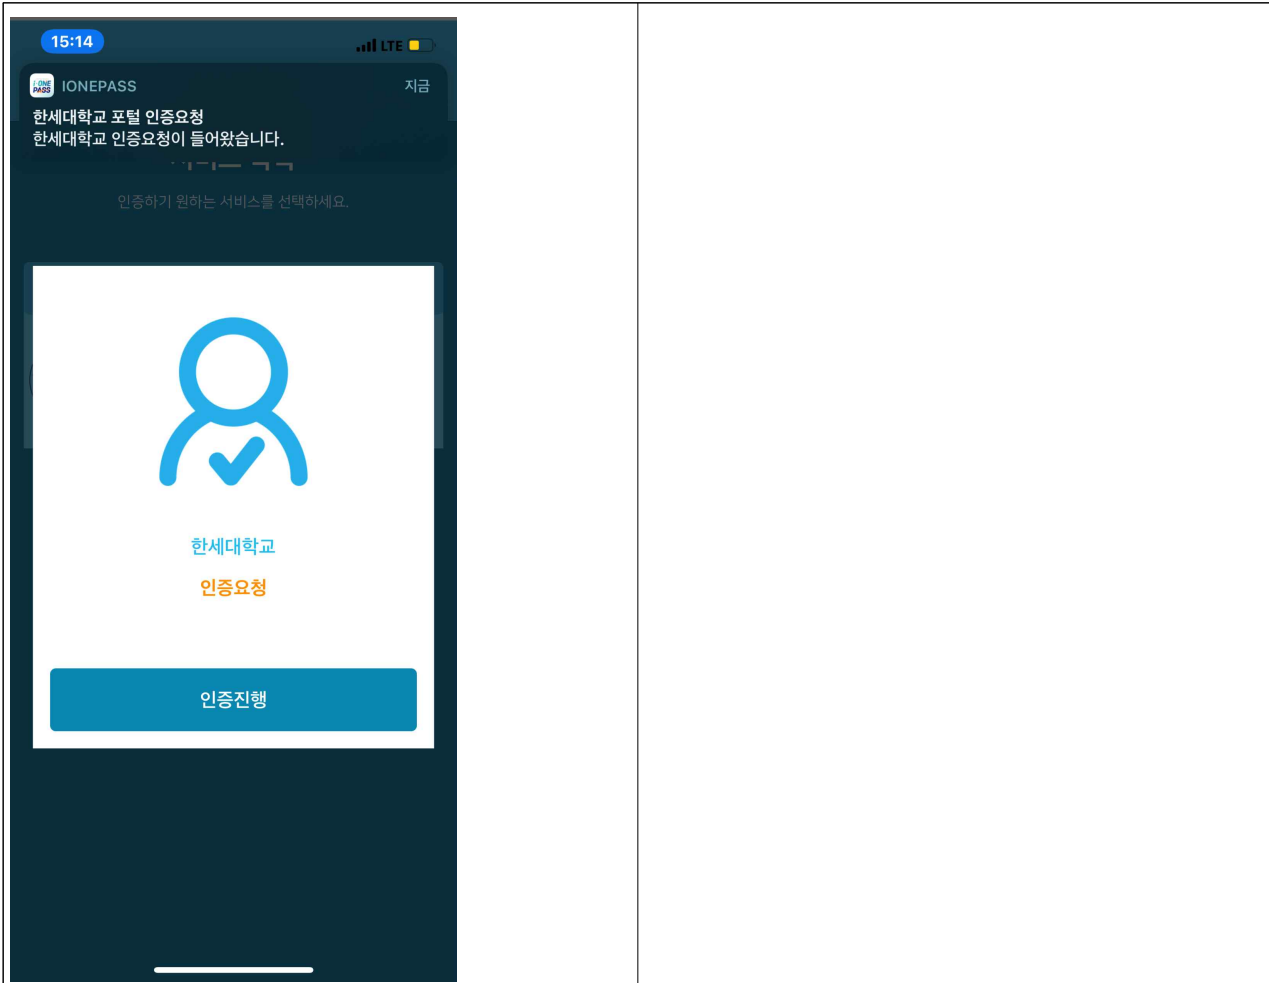 15:14
LTE
i-ONE
PASS
IONEPASS
지금
한세대학교 포털 인증요청
한세대학교 인증요청이 들어왔습니다.
인증하기 원하는 서비스를 선택하세요.
한세대학교
인증요청
인증진행